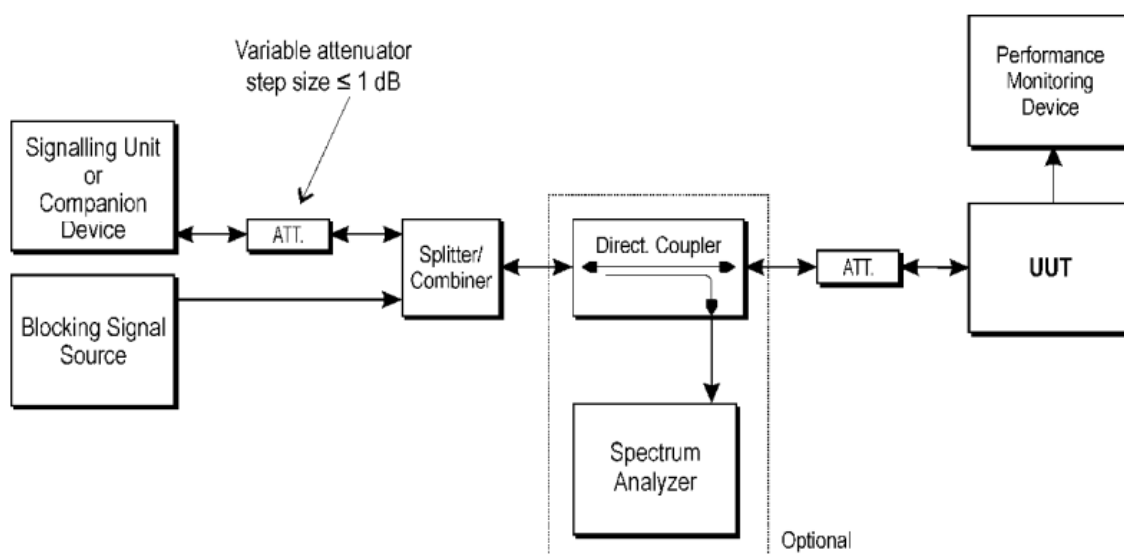 Variable attenuator
step size ≤ 1 dB
Performance
Monitoring
Device
Signalling Unit
or
Companion
Device
ATT.
Splitter/
Combiner
Direct. Coupler
ATT.
UUT
Blocking Signal
Source
Spectrum
Analyzer
Optional